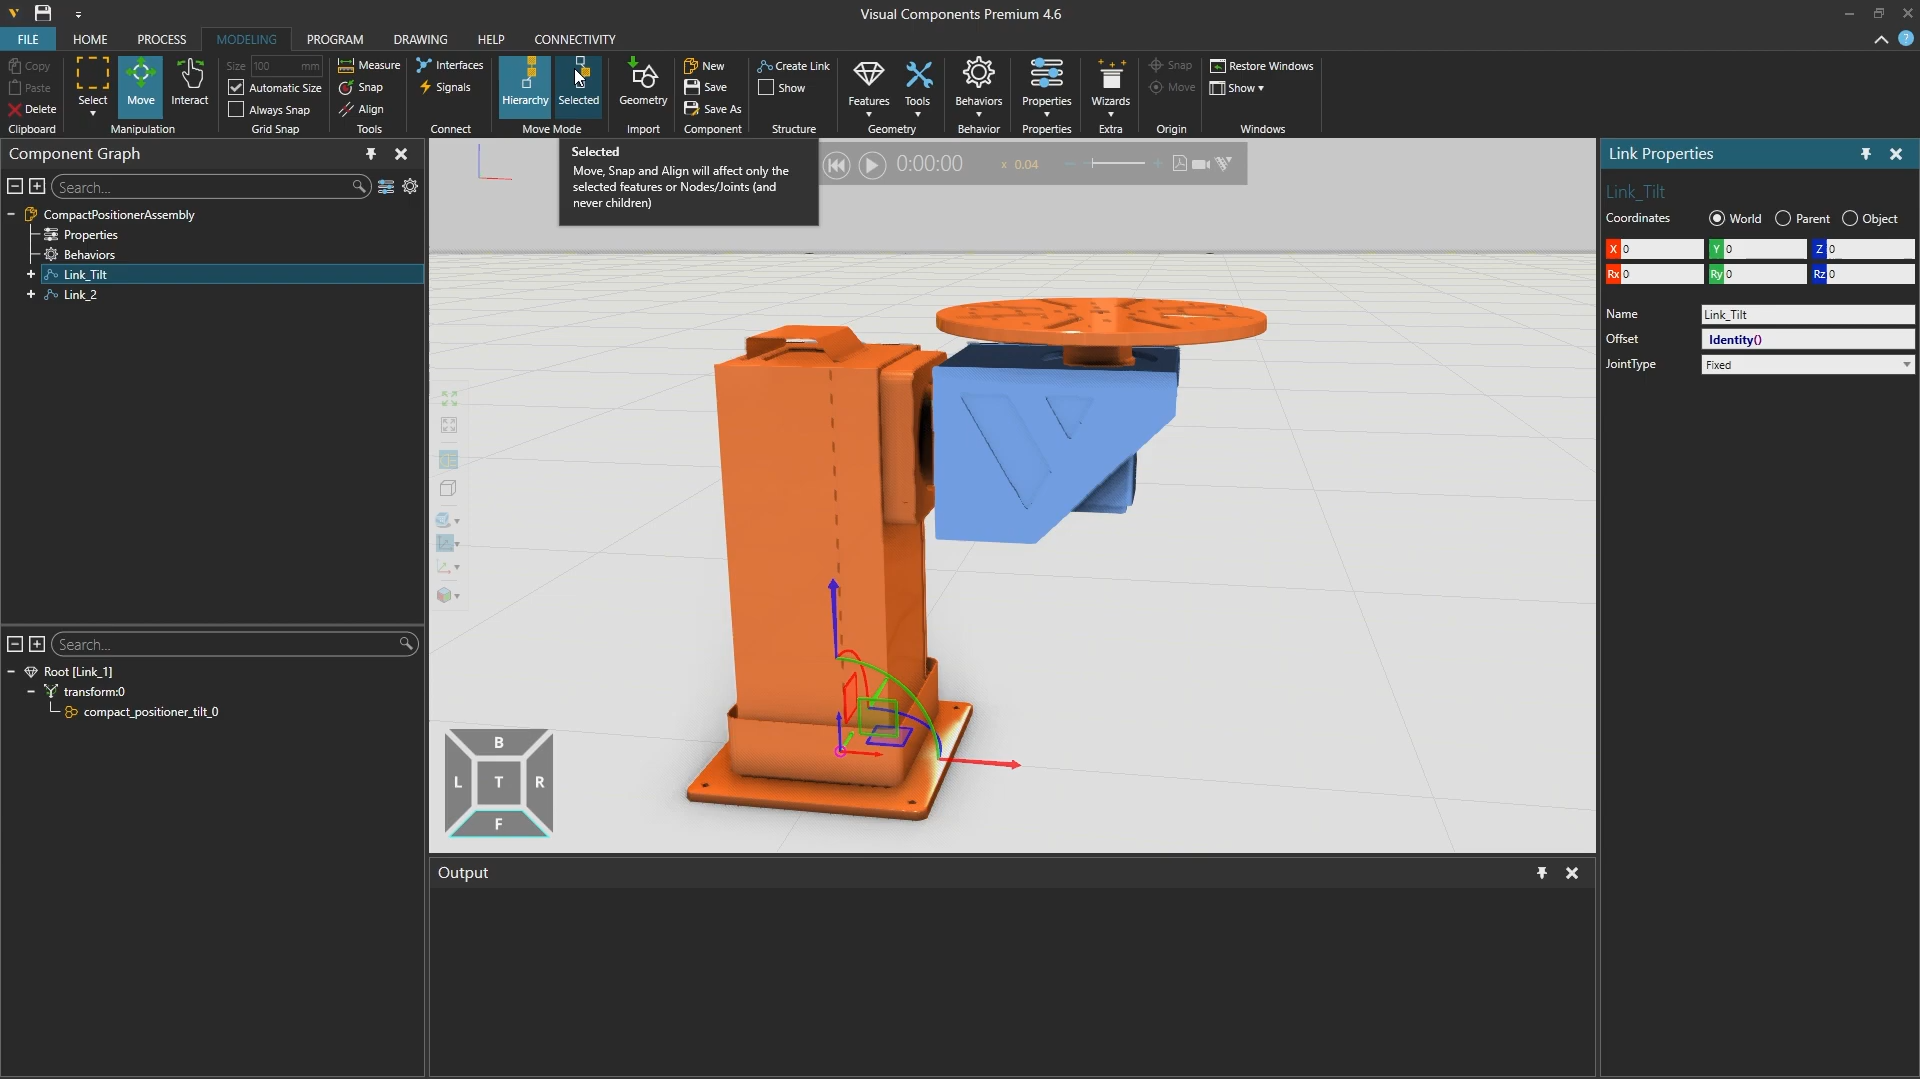 Visual Components Premium 4.6
FILE HOME PROCESS MODELING PROGRAM DRAWING HELP CONNECTIVITY
Copy
Paste
Delete
Clipboard
Select
Move
Interact
Manipulation
Size 100 mm
Automatic Size
Always Snap
Grid Snap
Measure
Snap
Align
Tools
Interfaces
Signals
Connect
Hierarchy
Selected
Move Mode
Geometry
Import
New
Save
Save As
Component
Create Link
Show
Structure
Features
Tools
Geometry
Behaviors
Behavior
Properties
Properties
Wizards
Extra
Snap
Move
Origin
Restore Windows
Show
Windows
Component Graph
Search...
CompactPositionerAssembly
Properties
Behaviors
Link_Tilt
Link_2
Search...
Root [Link_1]
transform:0
compact_positioner_tilt_0
Selected
Move, Snap and Align will affect only the
selected features or Nodes/Joints (and
never children)
0:00:00
x 0.04
B
L T R
F
Output
Link Properties
Link_Tilt
Coordinates World Parent Object
X 0 Y 0 Z 0
Rx 0 Ry 0 Rz 0
Name Link_Tilt
Offset Identity()
JointType Fixed